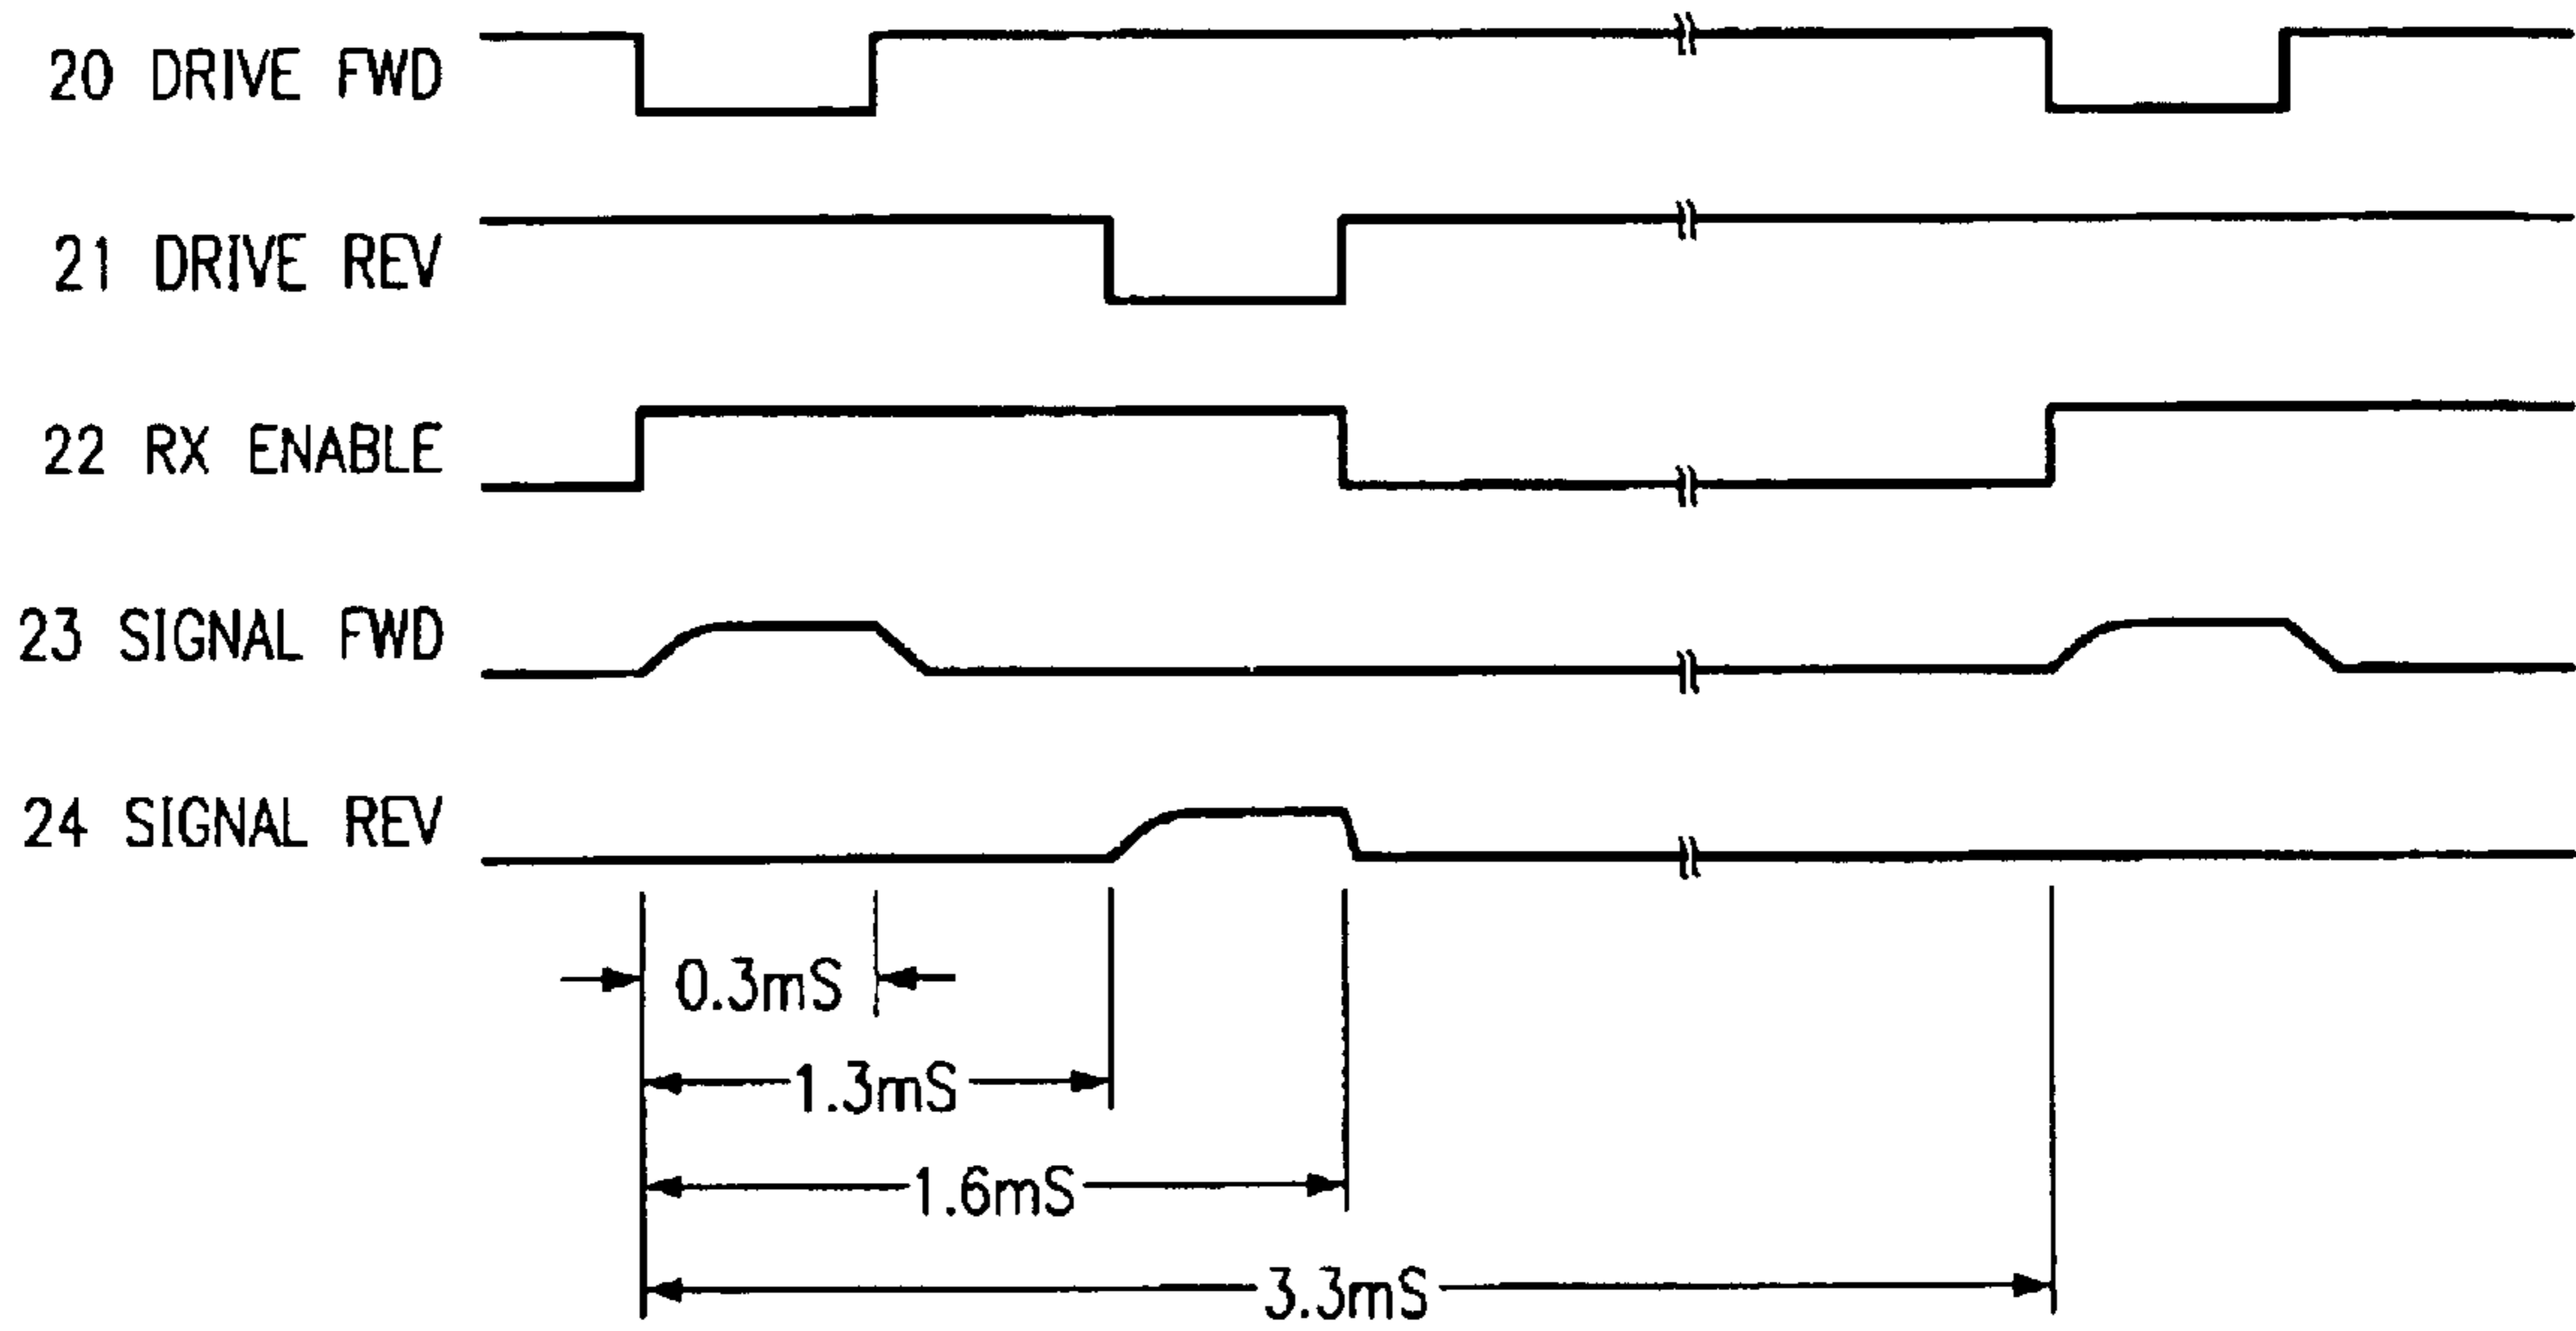 20 DRIVE FWD
21 DRIVE REV
22 RX ENABLE
23 SIGNAL FWD
24 SIGNAL REV
0.3mS
1.3mS
1.6mS
3.3mS